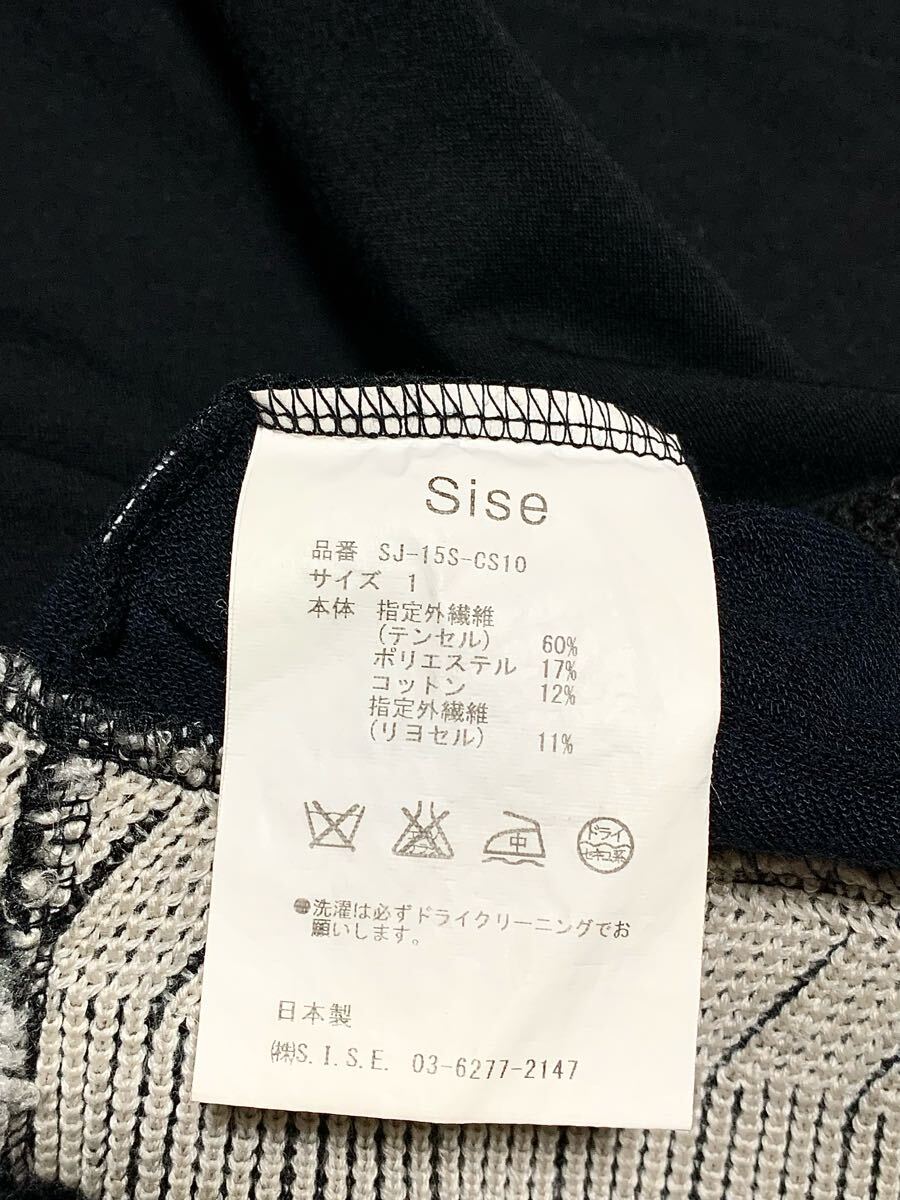 Sise
品番 SJ-15S-CS10
サイズ 1
本体 指定外繊維
(テンセル) 60%
ポリエステル 17%
コットン 12%
指定外繊維
(リヨセル) 11%
中
ドライ
セキユ系
●洗濯は必ずドライクリーニングでお
願いします。
日本製
㈱S.I.S.E. 03-6277-2147